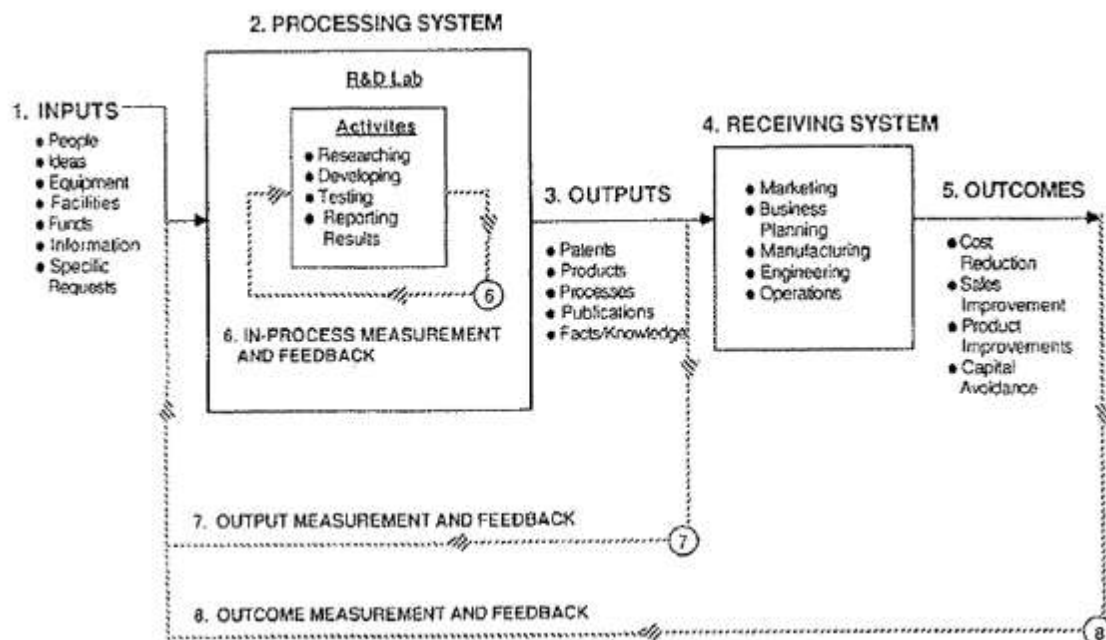 2. PROCESSING SYSTEM
R&D Lab
1. INPUTS
● People
● Ideas
● Equipment
● Facilities
● Funds
● Information
● Specific
Requests
Activites
● Researching
● Developing
● Testing
● Reporting
Results
6
6. IN-PROCESS MEASUREMENT
AND FEEDBACK
3. OUTPUTS
● Patents
● Products
● Processes
● Publications
● Facts/Knowledge
4. RECEIVING SYSTEM
● Marketing
● Business
Planning
● Manufacturing
● Engineering
● Operations
5. OUTCOMES
● Cost
Reduction
● Sales
Improvement
● Product
Improvements
● Capital
Avoidance
7. OUTPUT MEASUREMENT AND FEEDBACK
7
8. OUTCOME MEASUREMENT AND FEEDBACK
8